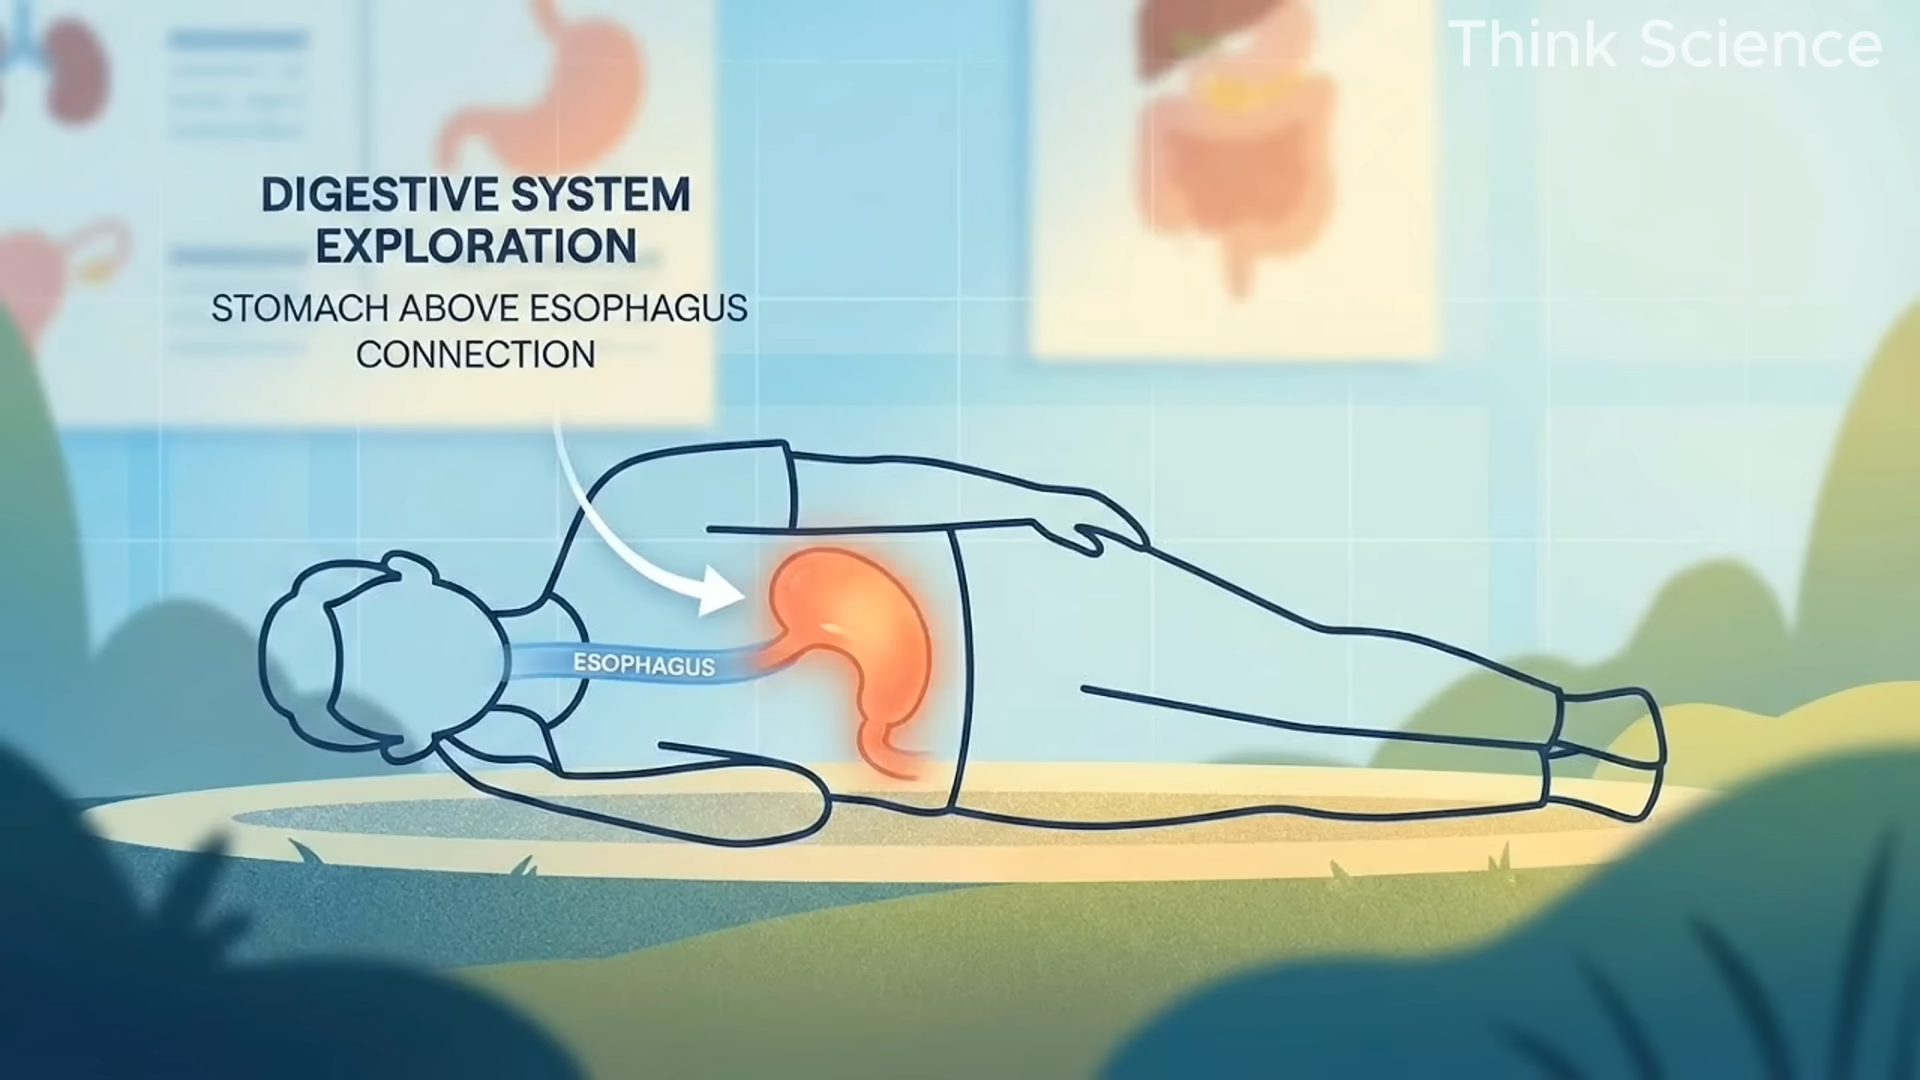 Think Science
DIGESTIVE SYSTEM
EXPLORATION
STOMACH ABOVE ESOPHAGUS
CONNECTION
ESOPHAGUS